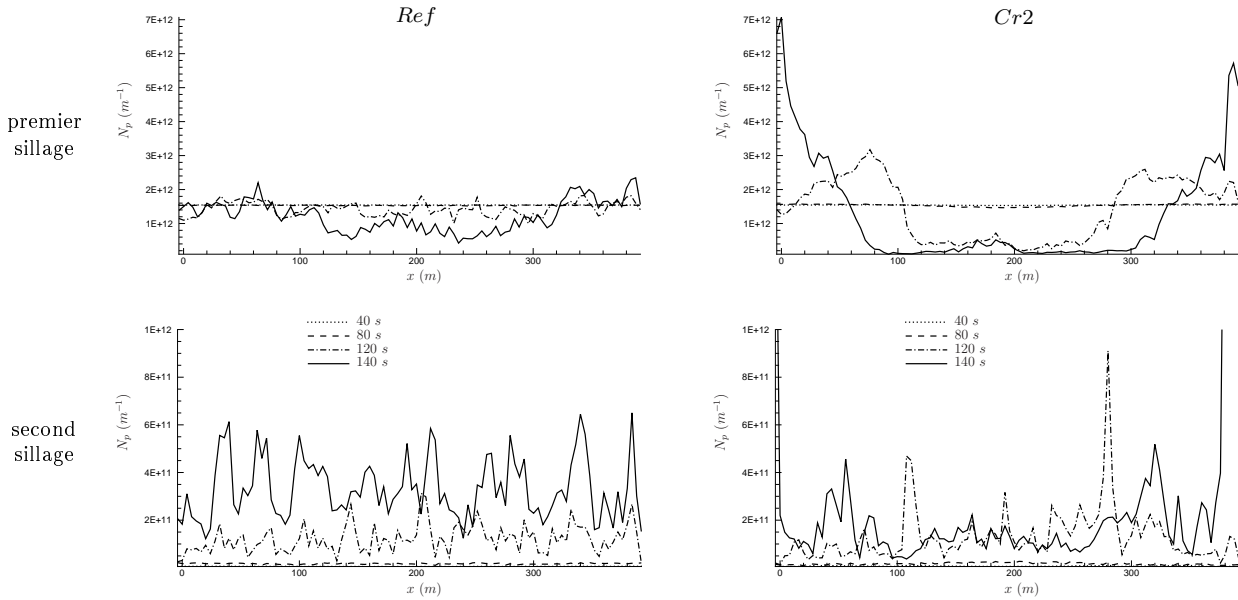 Ref
Cr2
premier
sillage
7E+12
6E+12
5E+12
4E+12
3E+12
2E+12
1E+12
N_p (m^{-1})
0
100
200
300
x (m)
7E+12
6E+12
5E+12
4E+12
3E+12
2E+12
1E+12
N_p (m^{-1})
0
100
200
300
x (m)
second
sillage
1E+12
8E+11
6E+11
4E+11
2E+11
N_p (m^{-1})
40 s
80 s
120 s
140 s
0
100
200
300
x (m)
1E+12
8E+11
6E+11
4E+11
2E+11
N_p (m^{-1})
40 s
80 s
120 s
140 s
0
100
200
300
x (m)